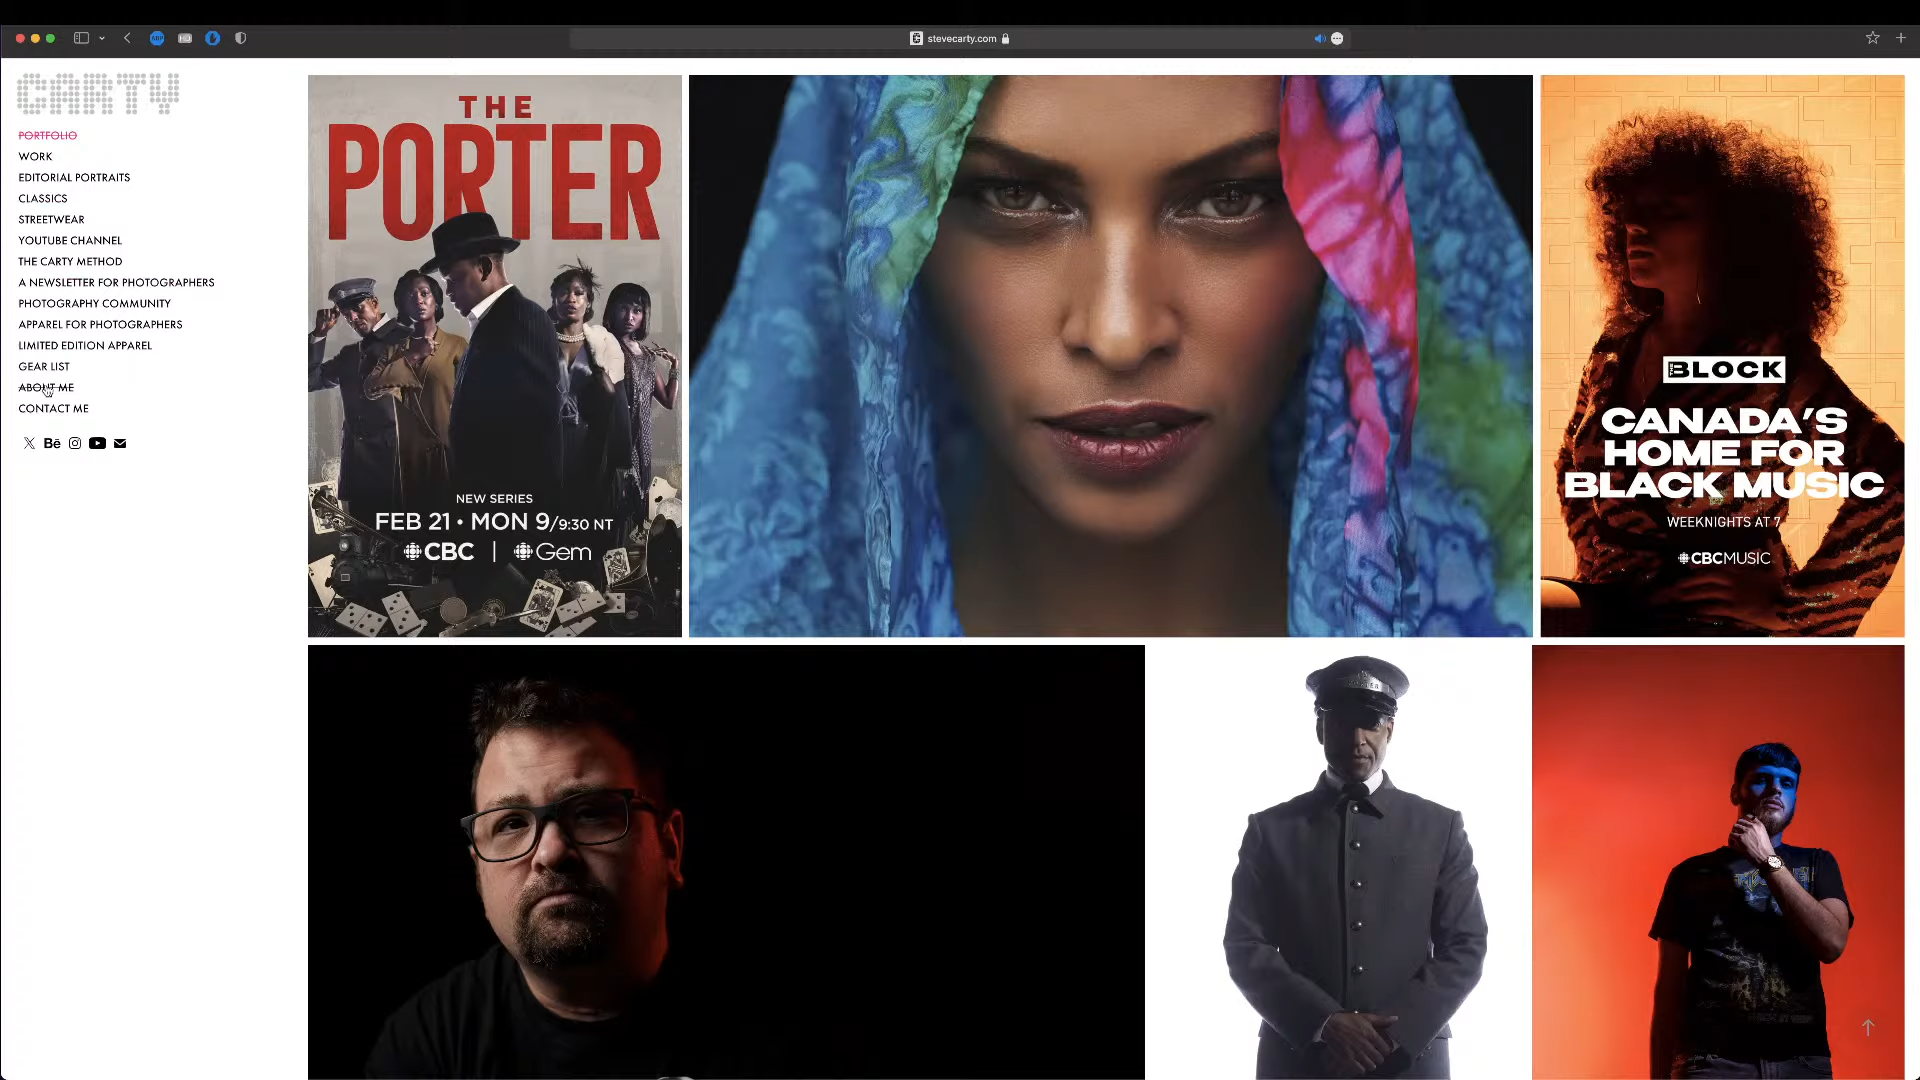 stevecarty.com
CARTY
PORTFOLIO
WORK
EDITORIAL PORTRAITS
CLASSICS
STREETWEAR
YOUTUBE CHANNEL
THE CARTY METHOD
A NEWSLETTER FOR PHOTOGRAPHERS
PHOTOGRAPHY COMMUNITY
APPAREL FOR PHOTOGRAPHERS
LIMITED EDITION APPAREL
GEAR LIST
ABOUT ME
CONTACT ME
Bē
THE
PORTER
NEW SERIES
FEB 21 • MON 9/9:30 NT
CBC | Gem
THE BLOCK
CANADA'S
HOME FOR
BLACK MUSIC
WEEKNIGHTS AT 7
CBCMUSIC